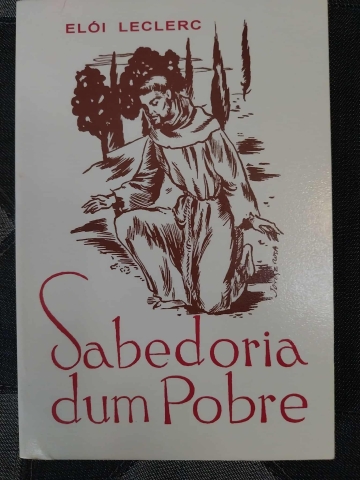 ELÓI LECLERC
Sabedoria
dum Pobre